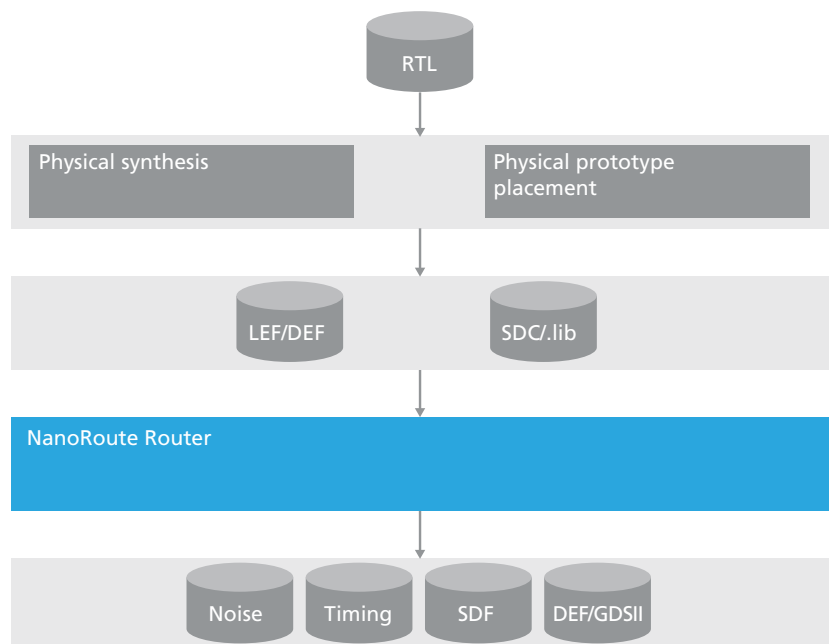 RTL
Physical synthesis
Physical prototype
placement
LEF/DEF
SDC/.lib
NanoRoute Router
Noise
Timing
SDF
DEF/GDSII